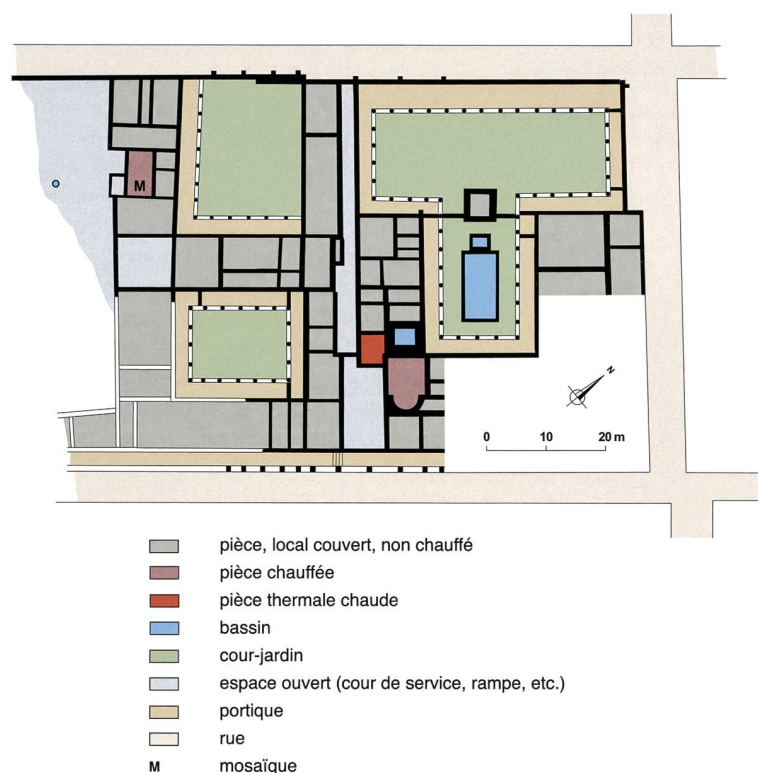 M
N
0 10 20 m
pièce, local couvert, non chauffé
pièce chauffée
pièce thermale chaude
bassin
cour-jardin
espace ouvert (cour de service, rampe, etc.)
portique
rue
M mosaïque